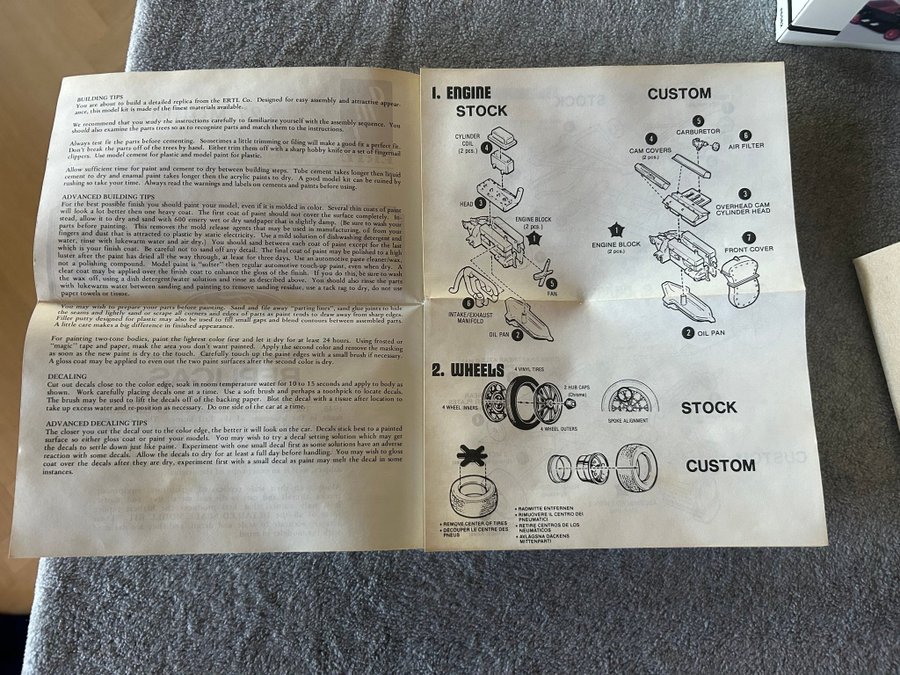 BUILDING TIPS
You are about to build a detailed replica from the ERTL Co. Designed for easy assembly and attractive appear-
ance, this model kit is made of the finest materials available.
We recommend that you study the instructions carefully to familiarize yourself with the assembly sequence. You
should also examine the parts trees so as to recognize parts and match them to the instructions.
Always test fit the parts before cementing. Sometimes a little trimming or filing will make a good fit a perfect fit.
Don't break the parts off of the trees by hand. Either trim them off with a sharp hobby knife or a set of fingernail
clippers. Use model cement for plastic and model paint for plastic.
Allow sufficient time for paint and cement to dry between building steps. Tube cement takes longer then liquid
cement to dry and enamal paint takes longer then the acrylic paints to dry. A good model kit can be ruined by
rushing so take your time. Always read the warnings and labels on cements and paints before using.
ADVANCED BUILDING TIPS
For the best possible finish you should paint your model, even if it is molded in color. Several thin coats of paint
will look a lot better then one heavy coat. The first coat of paint should not cover the surface completely. In-
stead, allow it to dry and sand with 600 emery wet or dry sandpaper that is slightly damp. (Be sure to wash your
parts before painting. This removes the mold release agents that may be used in manufacturing, oil from your
fingers and dust that is attracted to plastic by static electricity. Use a mild solution of dishwashing detergent and
water, rinse with lukewarm water and air dry.) You should sand between each coat of paint except for the last
which is your finish coat. Be careful not to sand off any detail. The final coat of paint may be polished to a high
luster after the paint has dried all the way through, at least for three days. Use an automotive paste cleaner/wax,
not a polishing compound. Model paint is "softer" then regular automotive touch-up paint, even when dry. A
clear coat may be applied over the finish coat to enhance the gloss of the finish. If you do this, be sure to wash
the wax off, using a dish detergent/water solution and rinse as described above. You should also rinse the parts
with lukewarm water between sanding and painting to remove sanding residue, use a tack rag to dry, do not use
paper towels or tissue.
You may wish to prepare your parts before painting. Sand and file away "parting lines", sand glue joints to hide
the seams and lightly sand or scrape all corners and edges of parts as paint tends to draw away from sharp edges.
Filler putty designed for plastic may also be used to fill small gaps and blend contours between assembled parts.
A little care makes a big difference in finished appearance.
For painting two-tone bodies, paint the lightest color first and let it dry for at least 24 hours. Using frosted or
"magic" tape and paper, mask the area you don't want painted. Apply the second color and remove the masking
as soon as the new paint is dry to the touch. Carefully touch up the paint edges with a small brush if necessary.
A gloss coat may be applied to even out the two paint surfaces after the second color is dry.
DECALING
Cut out decals close to the color edge, soak in room temperature water for 10 to 15 seconds and apply to body as
shown. Work carefully placing decals one at a time. Use a soft brush and perhaps a toothpick to locate decals.
The brush may be used to lift the decals off of the backing paper. Blot the decal with a tissue after location to
take up excess water and re-position as necessary. Do one side of the car at a time.
ADVANCED DECALING TIPS
The closer you cut the decal out to the color edge, the better it will look on the car. Decals stick best to a painted
surface so either gloss coat or paint your models. You may wish to try a decal setting solution which may get
the decals to settle down just like paint. Experiment with one small decal first as some solutions have an adverse
reaction with some decals. Allow the decals to dry for at least a full day before handling. You may wish to gloss
coat over the decals after they are dry, experiment first with a small decal as paint may melt the decal in some
instances.
1. ENGINE
STOCK
CUSTOM
CYLINDER
COIL
(2 pcs.)
4
HEAD 3
ENGINE BLOCK
(2 pcs.)
1
5
FAN
6
INTAKE/EXHAUST
MANIFOLD
OIL PAN 2
5
CARBURETOR
4
CAM COVERS
(2 pcs.)
6
AIR FILTER
3
OVERHEAD CAM
CYLINDER HEAD
1
ENGINE BLOCK
(2 pcs.)
7
FRONT COVER
2 OIL PAN
2. WHEELS
4 VINYL TIRES
2 HUB CAPS
(Chrome)
4 WHEEL INNERS
4 WHEEL OUTERS
SPOKE ALIGNMENT
STOCK
CUSTOM
• REMOVE CENTER OF TIRES
• DÉCOUPER LE CENTRE DES
PNEUS
• RADMITTE ENTFERNEN
• RIMUOVERE IL CENTRO DEI
PNEUMATICI
• RETIRE CENTROS DE LOS
NEUMÁTICOS
• AVLÄGSNA DÄCKENS
MITTENPARTI